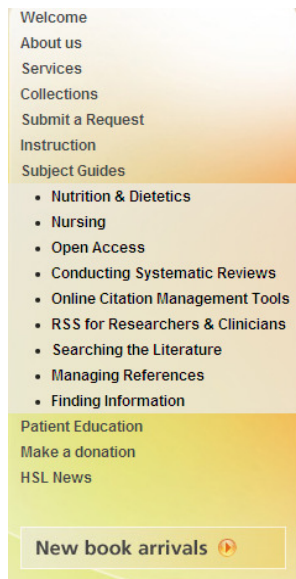 Welcome
About us
Services
Collections
Submit a Request
Instruction
Subject Guides
• Nutrition & Dietetics
• Nursing
• Open Access
• Conducting Systematic Reviews
• Online Citation Management Tools
• RSS for Researchers & Clinicians
• Searching the Literature
• Managing References
• Finding Information
Patient Education
Make a donation
HSL News
New book arrivals